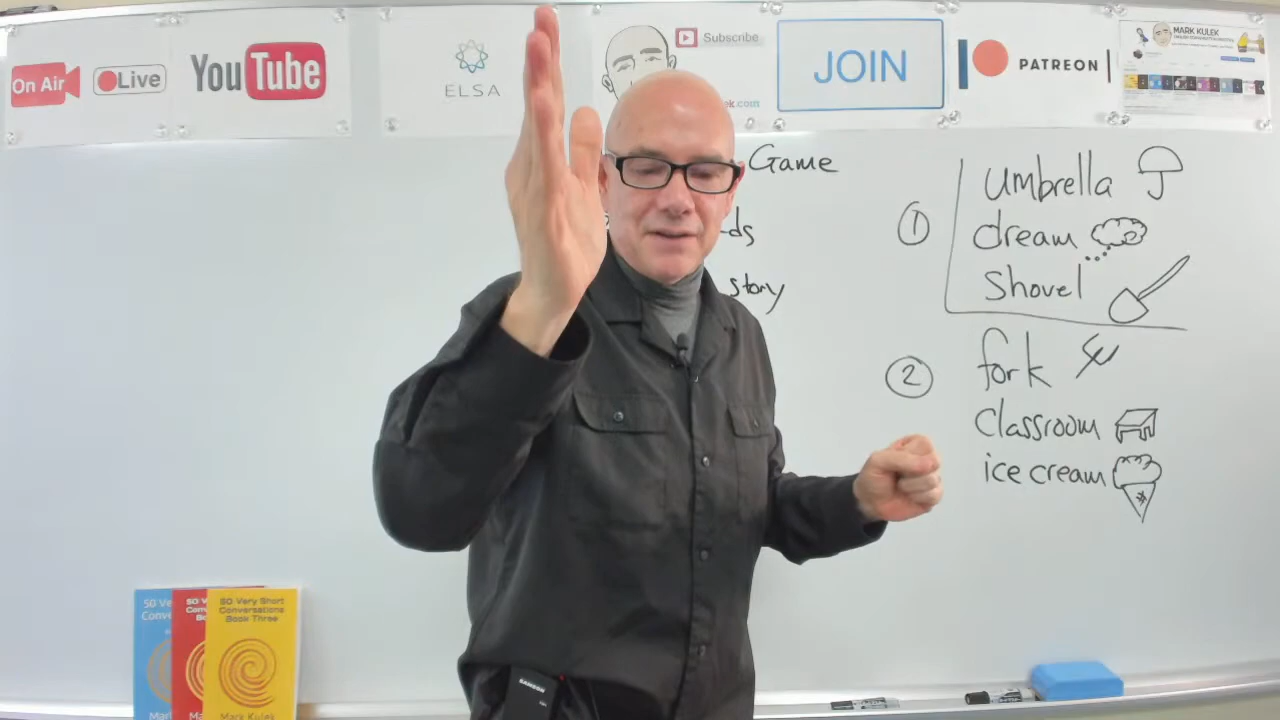 On Air
Live
YouTube
ELSA
Subscribe
JOIN
PATREON
MARK KULEK
Game
story
①
umbrella
dream
shovel
②
fork
classroom
ice cream
50 Very Short
Conversations
Book Three
Mark Kulek
SAMSON